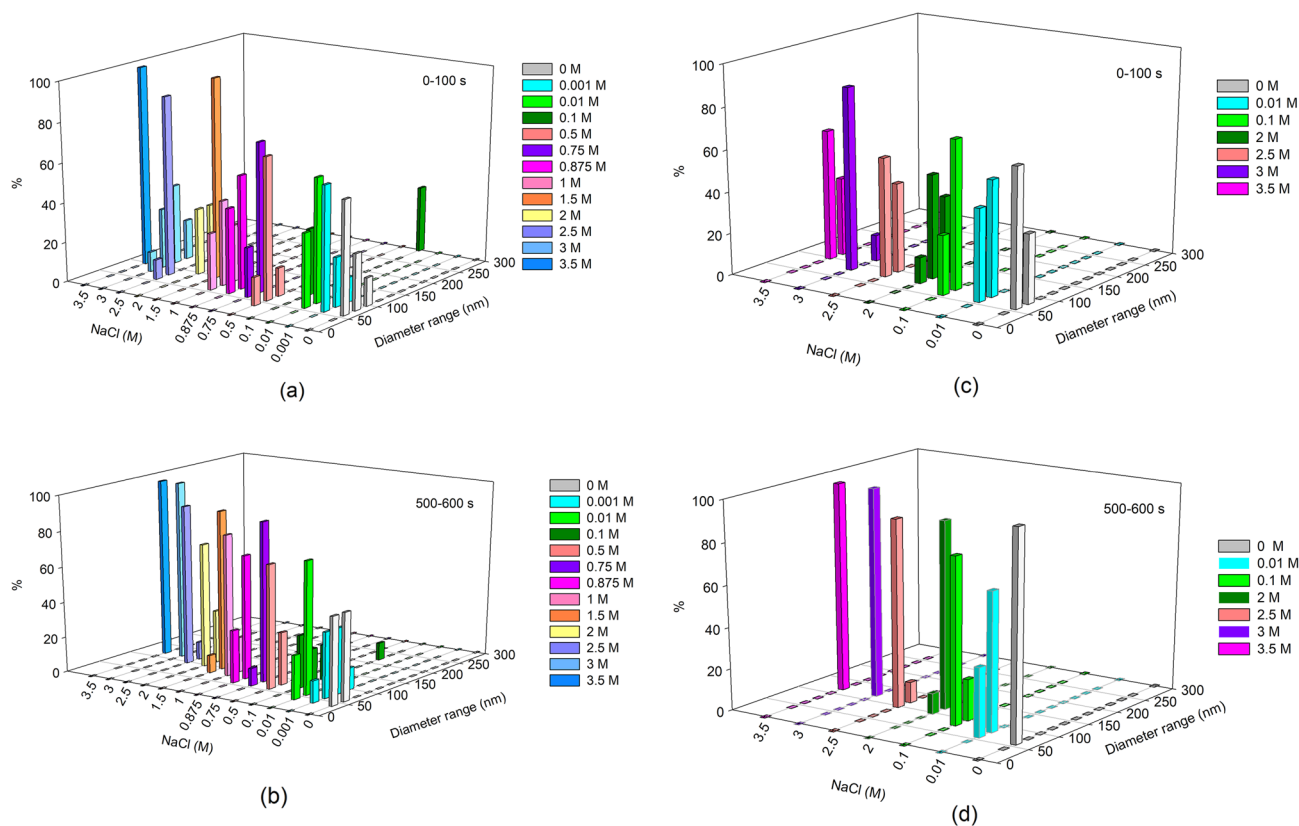 0-100 s
100
80
60
40
20
0
%
3.5
3
2.5
2
1.5
1
0.875
0.75
0.5
0.1
0.01
0.001
0
NaCl (M)
0
50
100
150
200
250
300
Diameter range (nm)
0 M
0.001 M
0.01 M
0.1 M
0.5 M
0.75 M
0.875 M
1 M
1.5 M
2 M
2.5 M
3 M
3.5 M
(a)
0-100 s
100
80
60
40
20
0
%
3.5
3
2.5
2
0.1
0.01
0
NaCl (M)
0
50
100
150
200
250
300
Diameter range (nm)
0 M
0.01 M
0.1 M
2 M
2.5 M
3 M
3.5 M
(c)
500-600 s
100
80
60
40
20
0
%
3.5
3
2.5
2
1.5
1
0.875
0.75
0.5
0.1
0.01
0.001
0
NaCl (M)
0
50
100
150
200
250
300
Diameter range (nm)
0 M
0.001 M
0.01 M
0.1 M
0.5 M
0.75 M
0.875 M
1 M
1.5 M
2 M
2.5 M
3 M
3.5 M
(b)
500-600 s
100
80
60
40
20
0
%
3.5
3
2.5
2
0.1
0.01
0
NaCl (M)
0
50
100
150
200
250
300
Diameter range (nm)
0 M
0.01 M
0.1 M
2 M
2.5 M
3 M
3.5 M
(d)